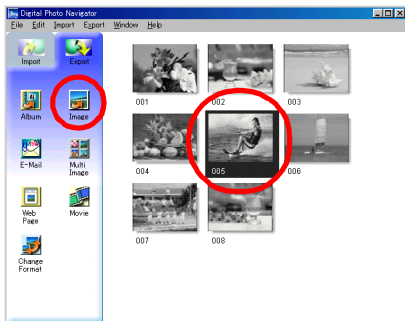 Digital Photo Navigator
File Edit Import Export Window Help
Import Export
Album Image
E-Mail Multi Image
Web Page Movie
Change Format
001 002 003
004 005 006
007 008